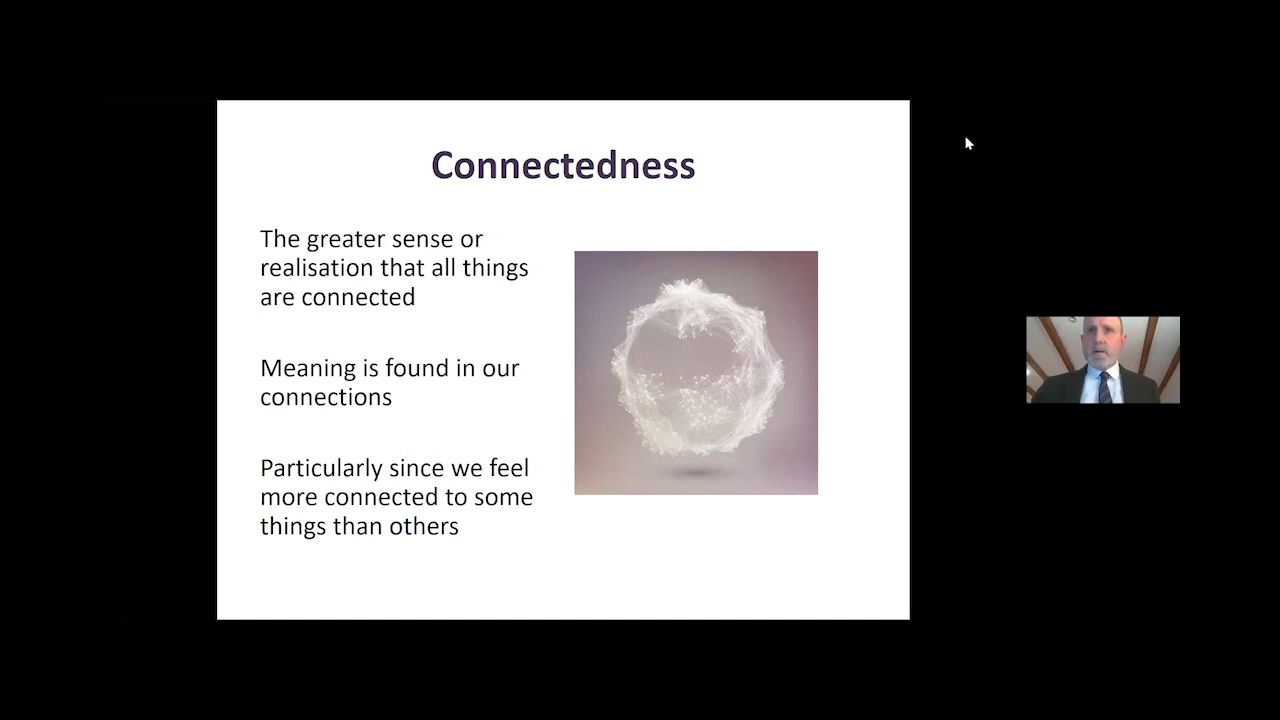 Connectedness
The greater sense or
realisation that all things
are connected
Meaning is found in our
connections
Particularly since we feel
more connected to some
things than others